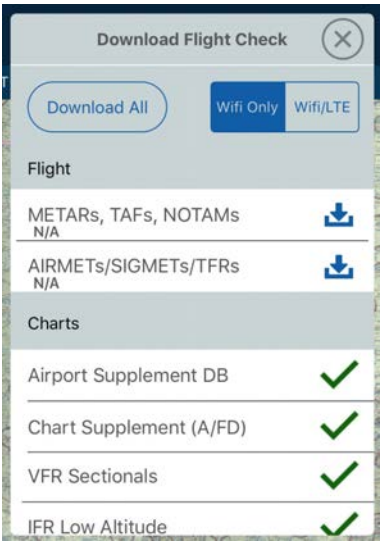 Download Flight Check
Download All
Wifi Only
Wifi/LTE
T
Flight
METARs, TAFs, NOTAMs
N/A
AIRMETs/SIGMETs/TFRs
N/A
Charts
Airport Supplement DB
Chart Supplement (A/FD)
VFR Sectionals
IFR Low Altitude